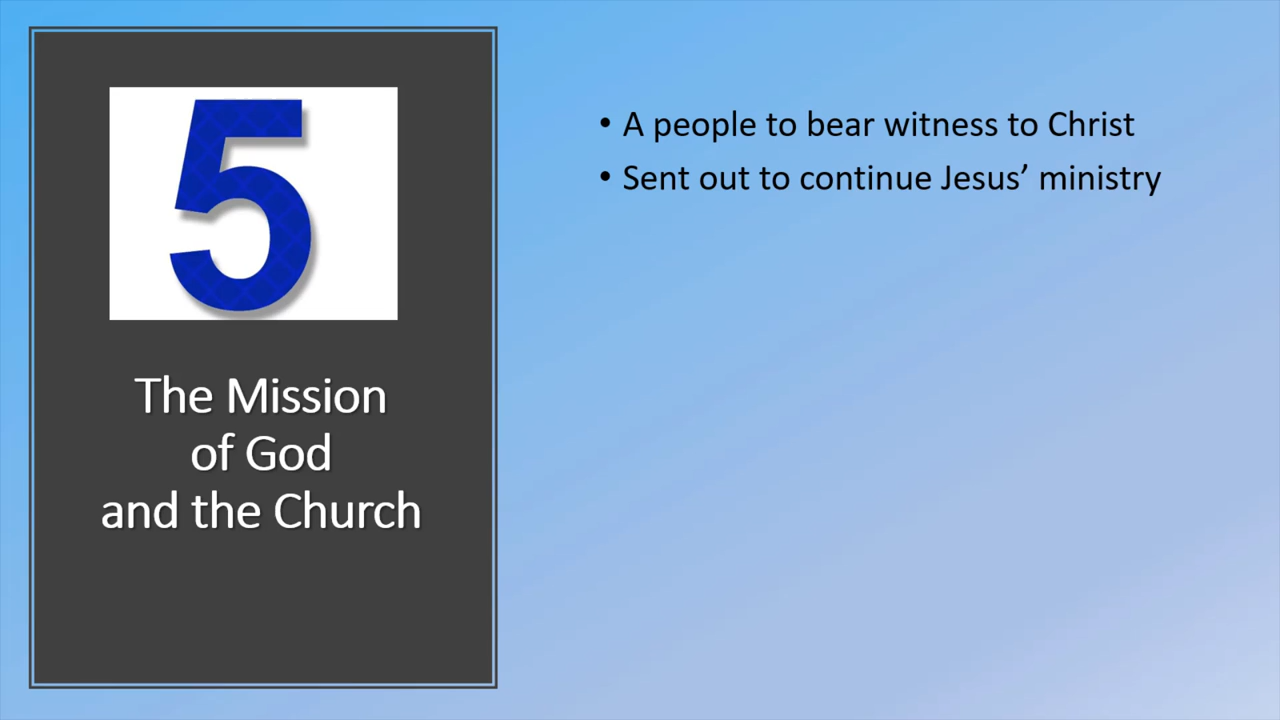 5
The Mission
of God
and the Church
• A people to bear witness to Christ
• Sent out to continue Jesus’ ministry